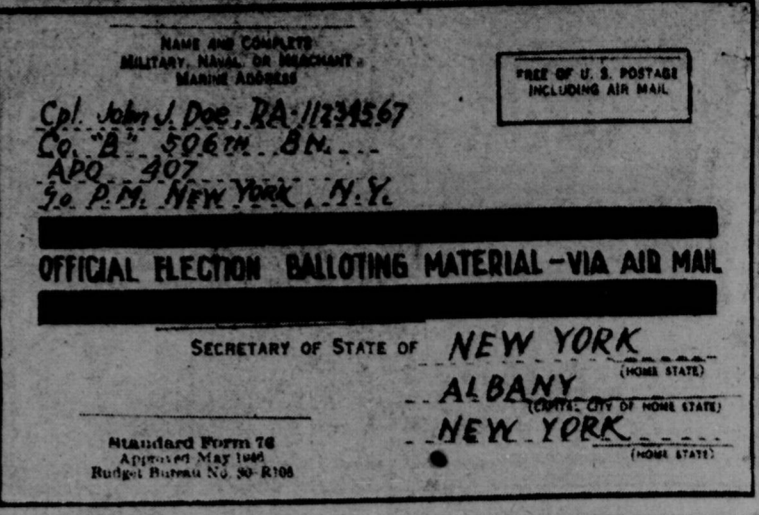 NAME AND COMPLETE
MILITARY, NAVAL, OR MERCHANT
MARINE ADDRESS
FREE OF U. S. POSTAGE
INCLUDING AIR MAIL
Cpl. John J. Doe, RA 11234567
Co. "B" 506TH BN.
APO 407
P.M. NEW YORK, N.Y.
OFFICIAL ELECTION BALLOTING MATERIAL - VIA AIR MAIL
SECRETARY OF STATE OF NEW YORK
(HOME STATE)
ALBANY
(CAPITAL CITY OF HOME STATE)
NEW YORK
(HOME STATE)
Standard Form 76
Approved May
Budget Bureau No.